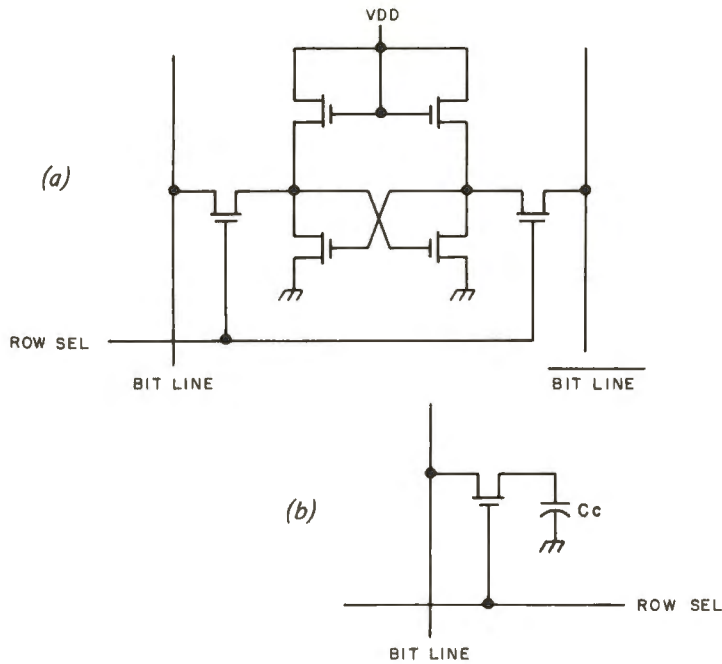 VDD
(a)
ROW SEL
BIT LINE
BIT LINE
(b)
Cc
ROW SEL
BIT LINE